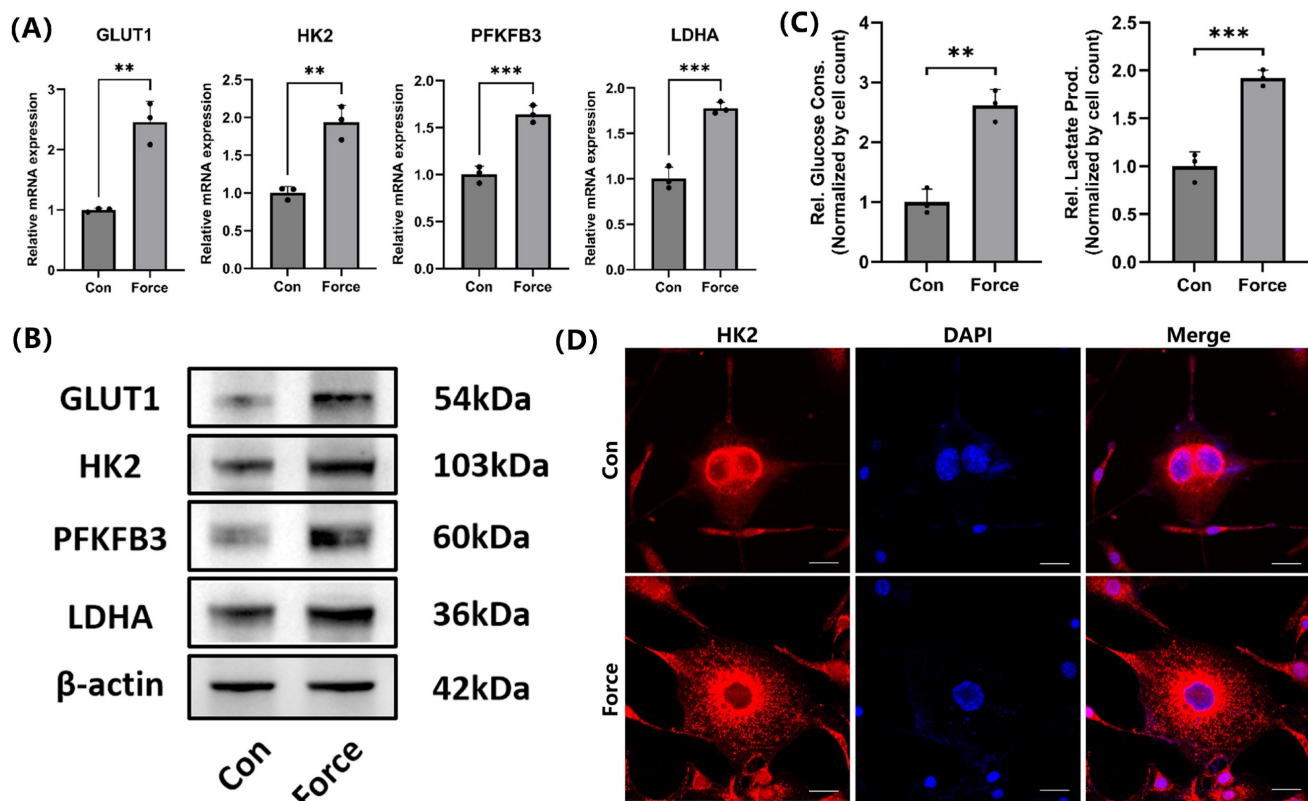 (A)
GLUT1
Relative mRNA expression
3
2
1
0
**
Con
Force
HK2
Relative mRNA expression
2.5
2.0
1.5
1.0
0.5
0.0
**
Con
Force
PFKFB3
Relative mRNA expression
2.0
1.5
1.0
0.5
0.0
***
Con
Force
LDHA
Relative mRNA expression
2.0
1.5
1.0
0.5
0.0
***
Con
Force
(C)
Rel. Glucose Cons.
(Normalized by cell count)
4
3
2
1
0
**
Con
Force
Rel. Lactate Prod.
(Normalized by cell count)
2.5
2.0
1.5
1.0
0.5
0.0
***
Con
Force
(B)
GLUT1
54kDa
HK2
103kDa
PFKFB3
60kDa
LDHA
36kDa
β-actin
42kDa
Con
Force
(D)
HK2
DAPI
Merge
Con
Force